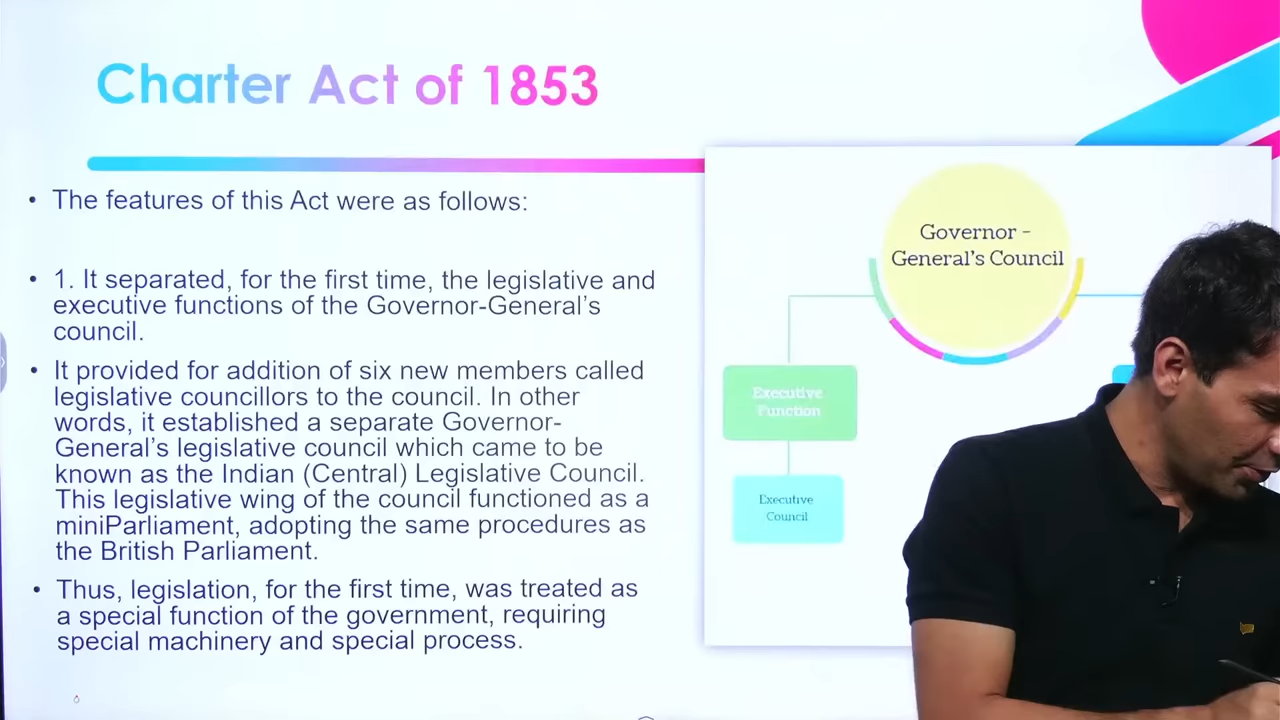 Charter Act of 1853
• The features of this Act were as follows:
• 1. It separated, for the first time, the legislative and
executive functions of the Governor-General’s
council.
• It provided for addition of six new members called
legislative councillors to the council. In other
words, it established a separate Governor-
General’s legislative council which came to be
known as the Indian (Central) Legislative Council.
This legislative wing of the council functioned as a
miniParliament, adopting the same procedures as
the British Parliament.
• Thus, legislation, for the first time, was treated as
a special function of the government, requiring
special machinery and special process.
Governor -
General’s Council
Executive
Function
Executive
Council